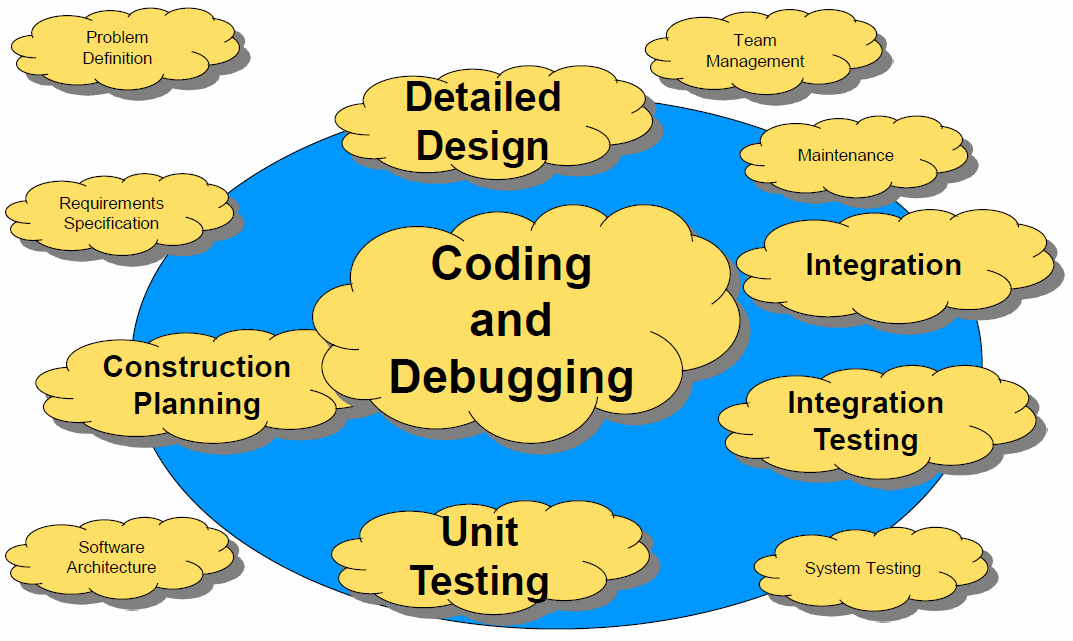 Problem
Definition
Team
Management
Detailed
Design
Maintenance
Requirements
Specification
Coding
and
Debugging
Integration
Construction
Planning
Integration
Testing
Unit
Testing
Software
Architecture
System Testing